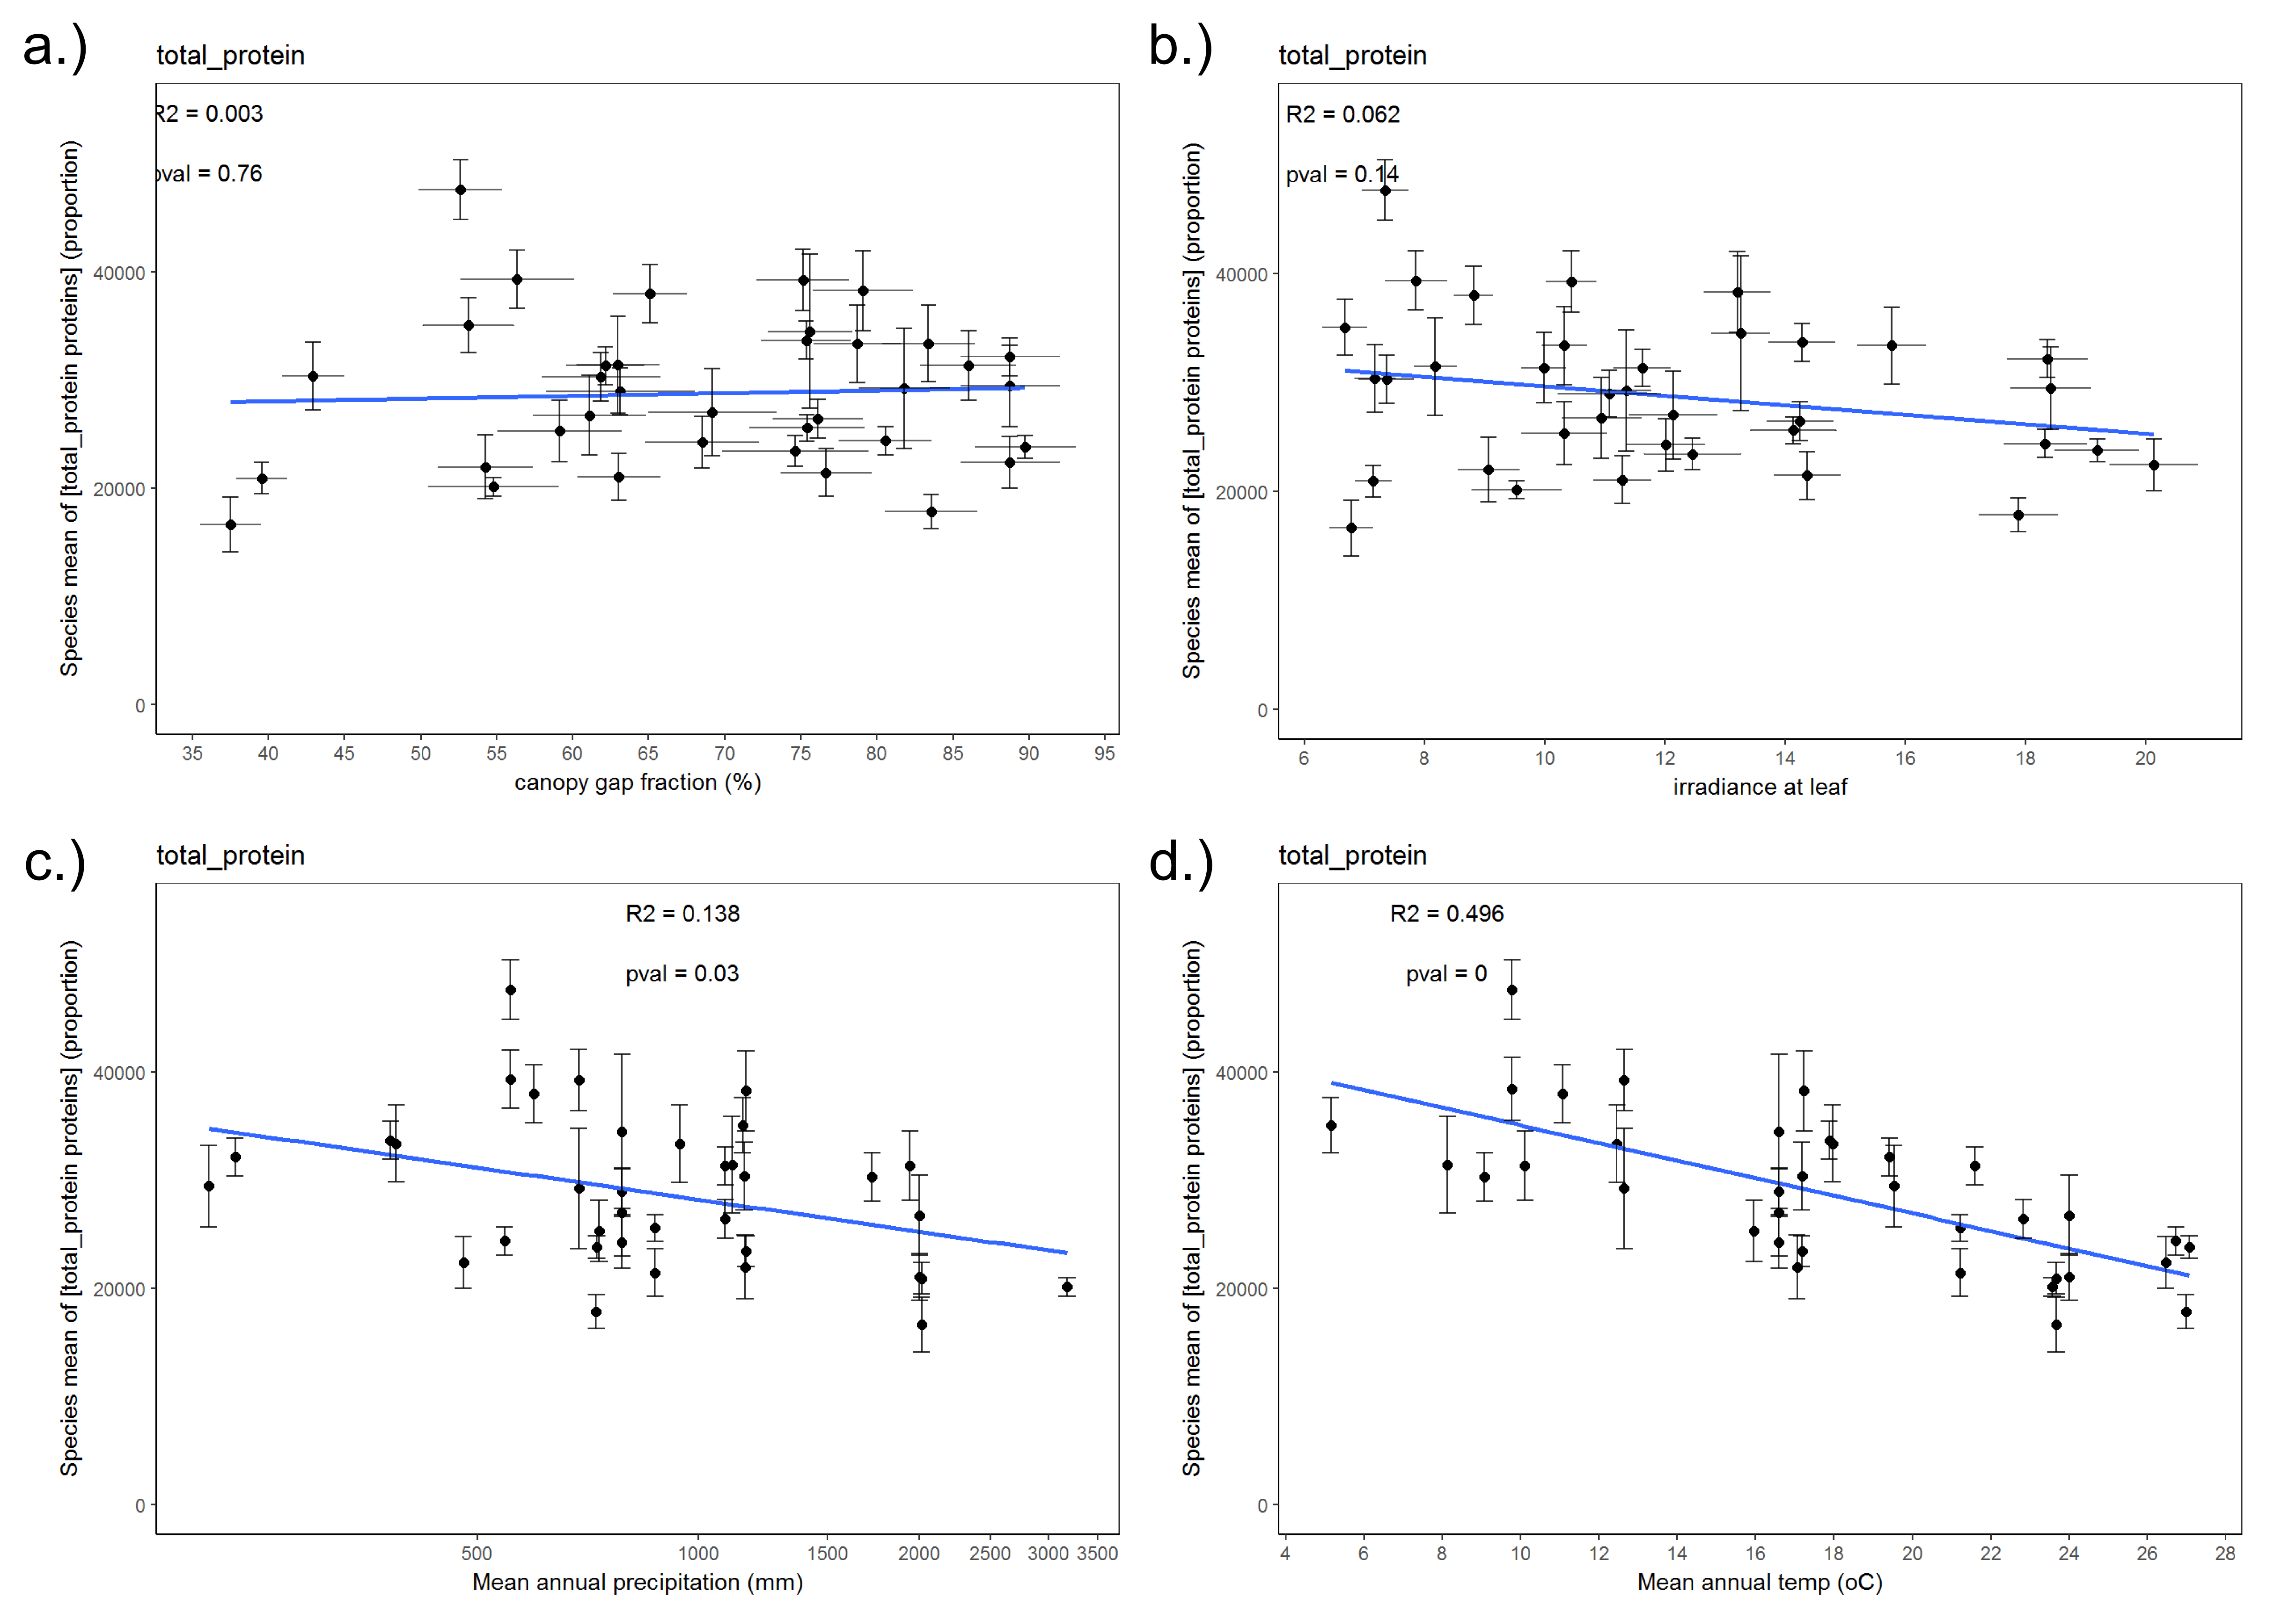 a.)
total_protein
R2 = 0.003
pval = 0.76
Species mean of [total_protein proteins] (proportion)
40000
20000
0
35 40 45 50 55 60 65 70 75 80 85 90 95
canopy gap fraction (%)
b.)
total_protein
R2 = 0.062
pval = 0.14
Species mean of [total_protein proteins] (proportion)
40000
20000
0
6 8 10 12 14 16 18 20
irradiance at leaf
c.)
total_protein
R2 = 0.138
pval = 0.03
Species mean of [total_protein proteins] (proportion)
40000
20000
0
500 1000 1500 2000 2500 3000 3500
Mean annual precipitation (mm)
d.)
total_protein
R2 = 0.496
pval = 0
Species mean of [total_protein proteins] (proportion)
40000
20000
0
4 6 8 10 12 14 16 18 20 22 24 26 28
Mean annual temp (oC)